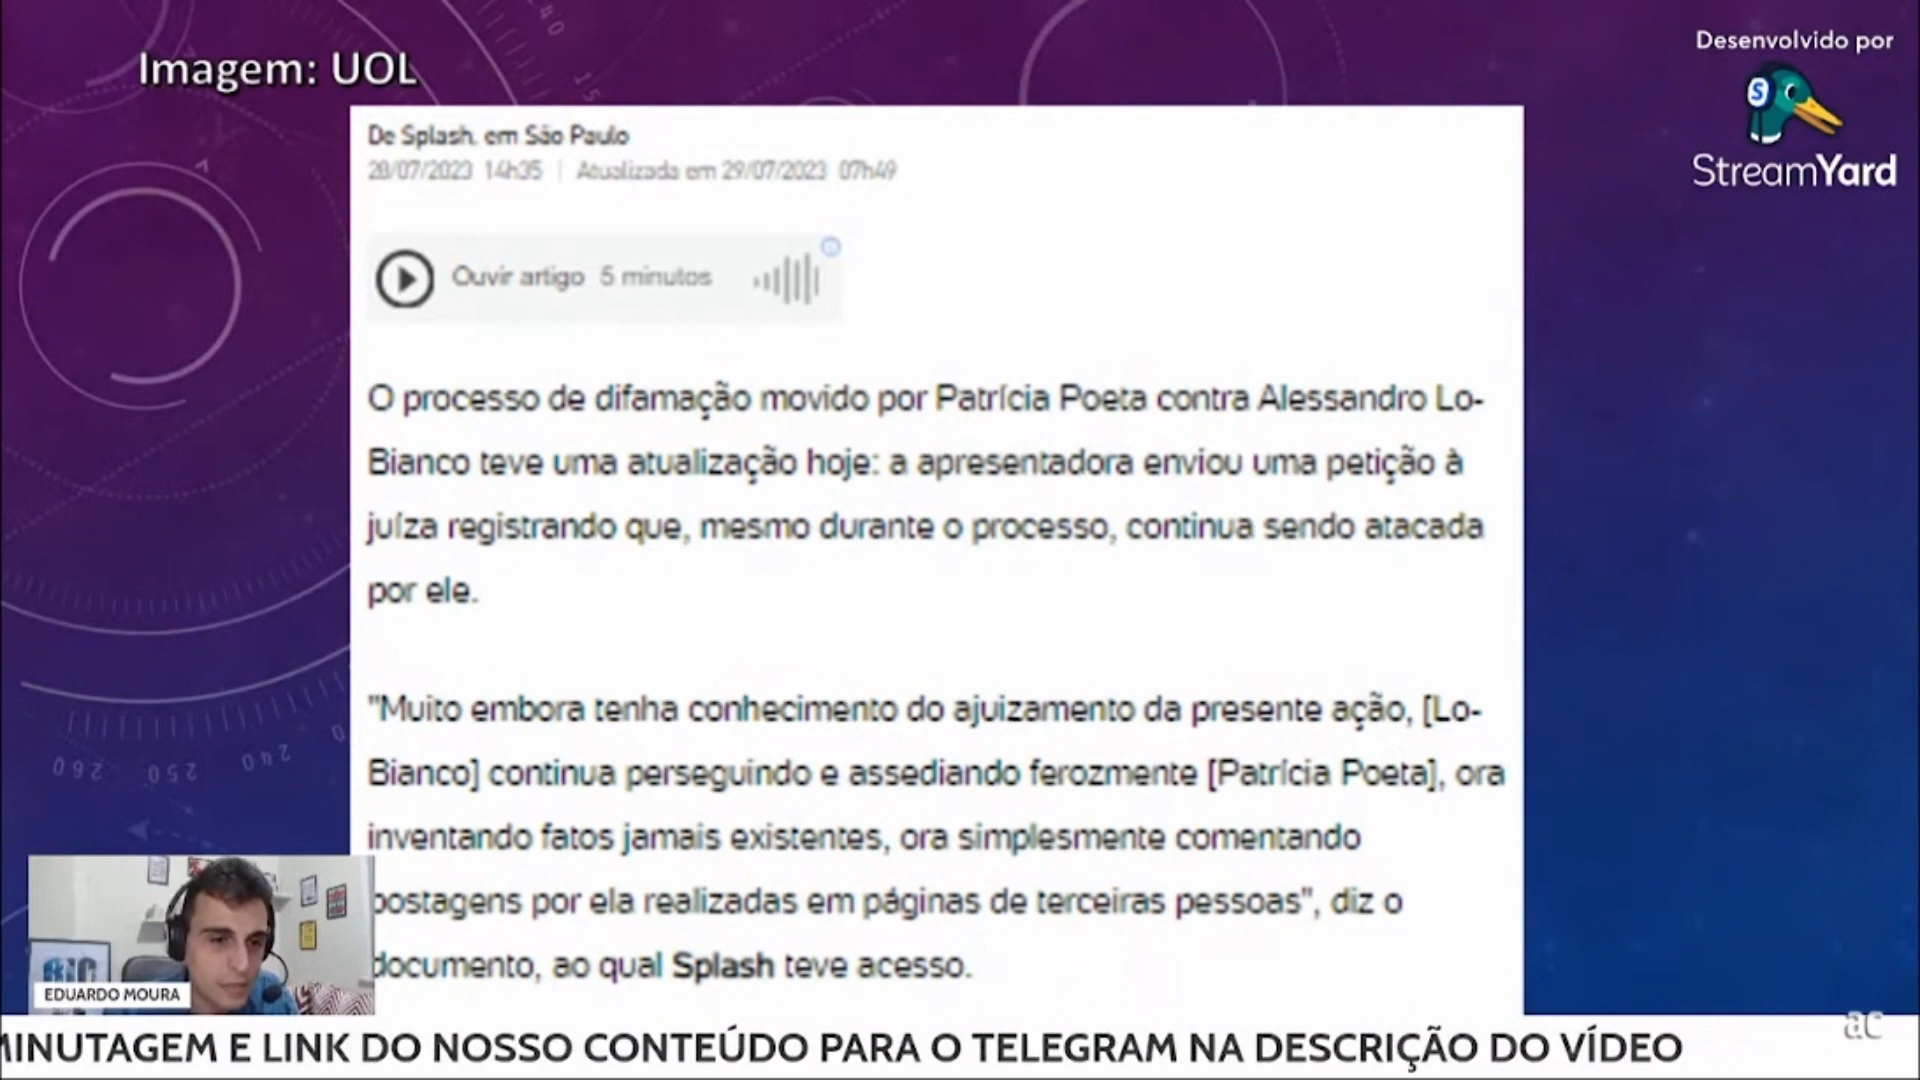 Imagem: UOL
Desenvolvido por
StreamYard
De Splash, em São Paulo
28/07/2023 14h35 | Atualizada em 29/07/2023 07h49
Ouvir artigo 5 minutos
O processo de difamação movido por Patrícia Poeta contra Alessandro Lo-
Bianco teve uma atualização hoje: a apresentadora enviou uma petição à
juíza registrando que, mesmo durante o processo, continua sendo atacada
por ele.
"Muito embora tenha conhecimento do ajuizamento da presente ação, [Lo-
Bianco] continua perseguindo e assediando ferozmente [Patrícia Poeta], ora
inventando fatos jamais existentes, ora simplesmente comentando
postagens por ela realizadas em páginas de terceiras pessoas", diz o
documento, ao qual Splash teve acesso.
240
250
260
EDUARDO MOURA
MINUTAGEM E LINK DO NOSSO CONTEÚDO PARA O TELEGRAM NA DESCRIÇÃO DO VÍDEO
ac